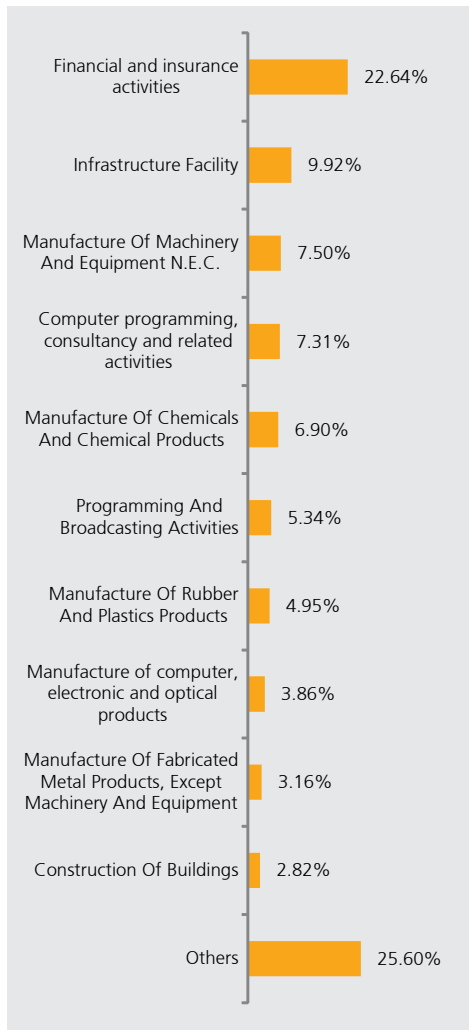 Financial and insurance
activities
22.64%
Infrastructure Facility
9.92%
Manufacture Of Machinery
And Equipment N.E.C.
7.50%
Computer programming,
consultancy and related
activities
7.31%
Manufacture Of Chemicals
And Chemical Products
6.90%
Programming And
Broadcasting Activities
5.34%
Manufacture Of Rubber
And Plastics Products
4.95%
Manufacture of computer,
electronic and optical
products
3.86%
Manufacture Of Fabricated
Metal Products, Except
Machinery And Equipment
3.16%
Construction Of Buildings
2.82%
Others
25.60%